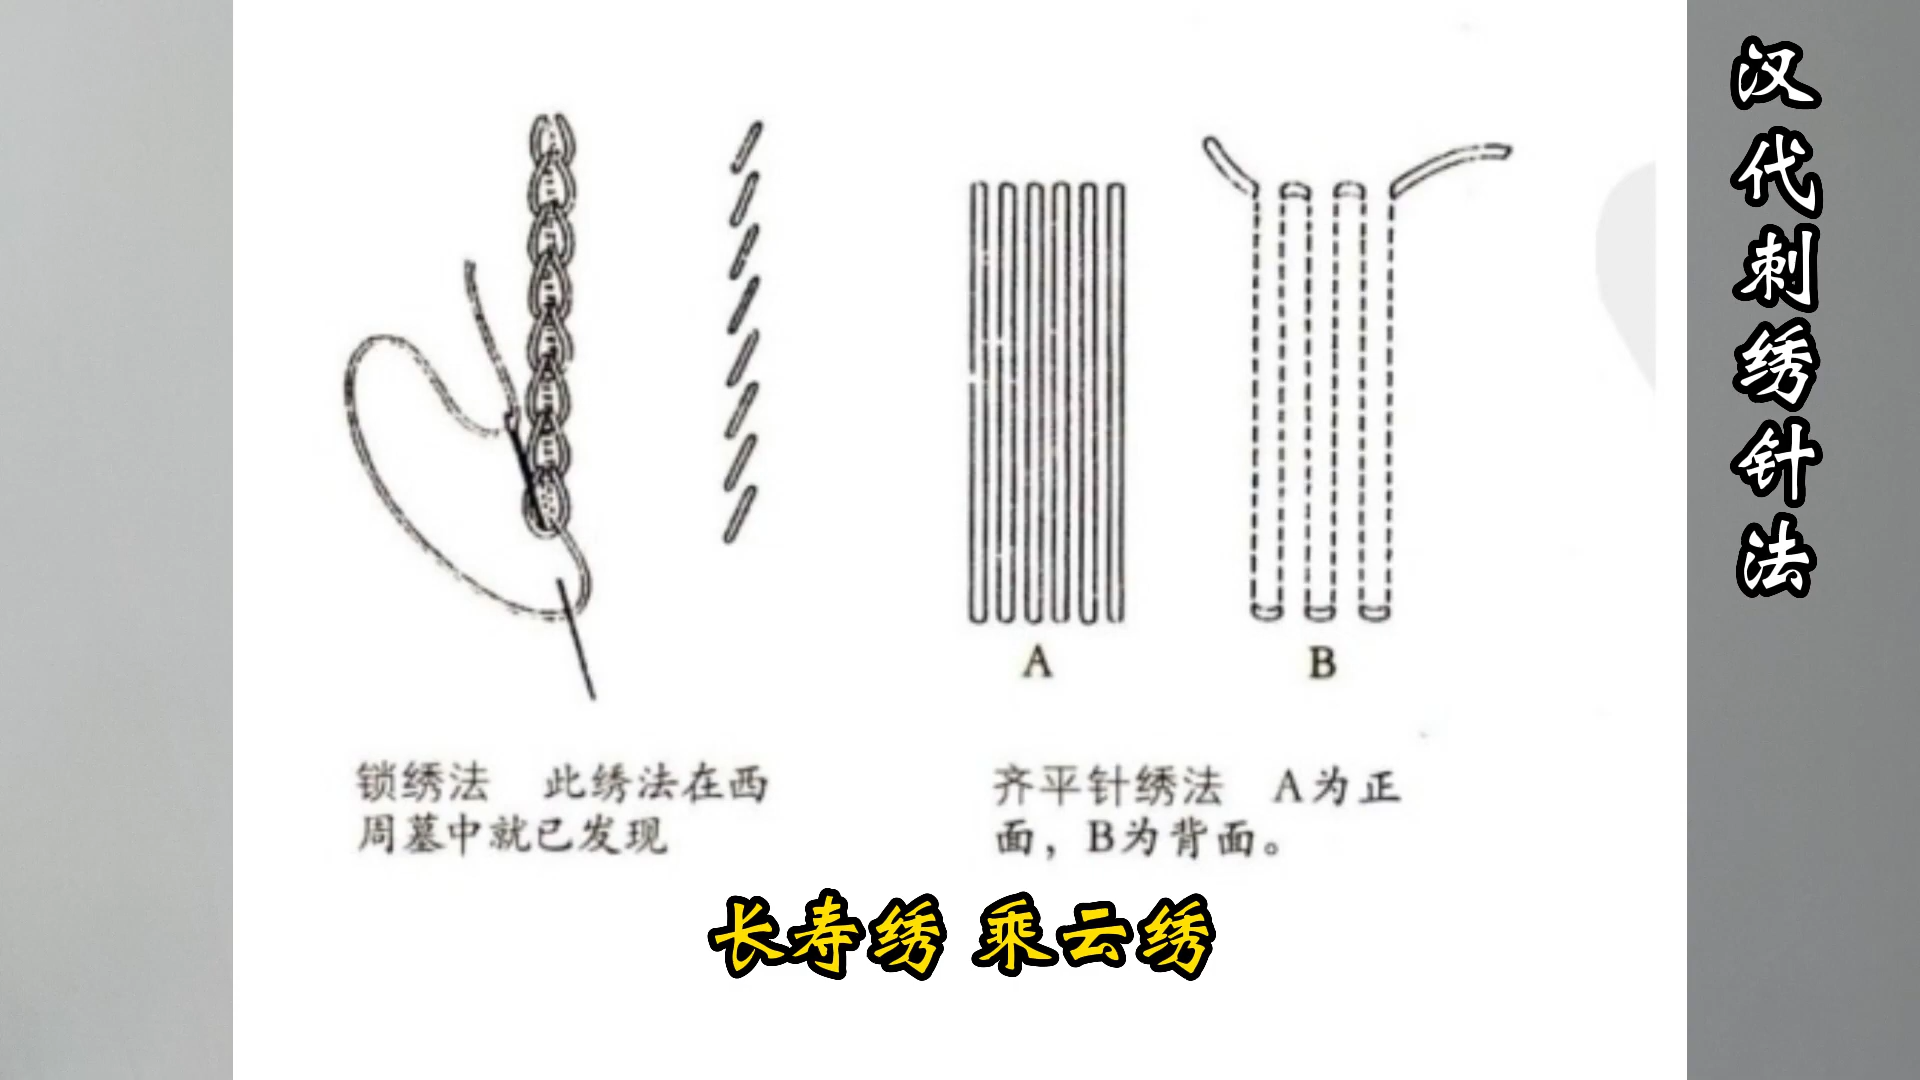 汉代刺绣针法
A
B
锁绣法 此绣法在西
周墓中就已发现
齐平针绣法 A为正
面，B为背面。
长寿绣 乘云绣